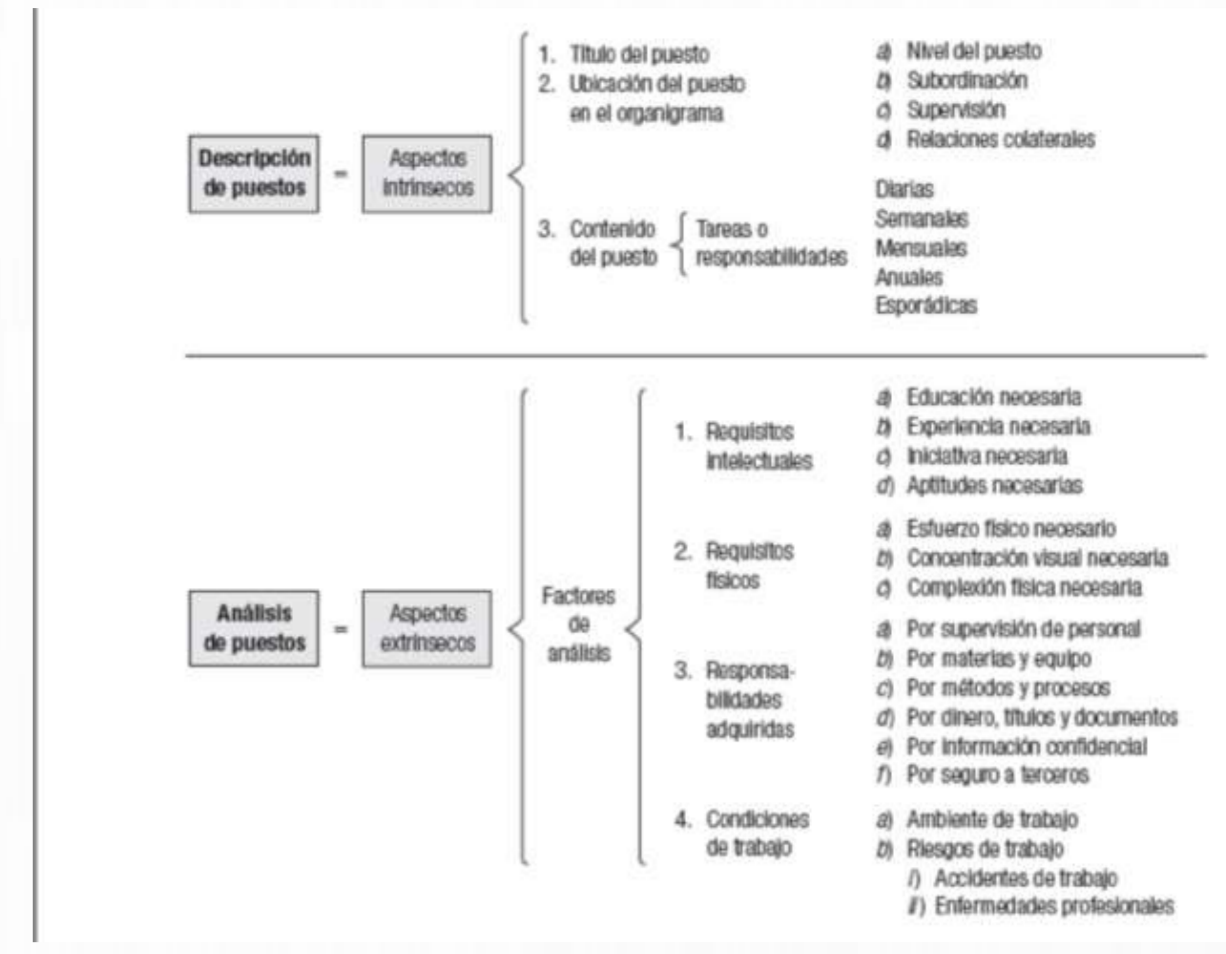 Descripción
de puestos
=
Aspectos
intrínsecos
1. Título del puesto
2. Ubicación del puesto
en el organigrama
a) Nivel del puesto
b) Subordinación
c) Supervisión
d) Relaciones colaterales
3. Contenido
del puesto
Tareas o
responsabilidades
Diarias
Semanales
Mensuales
Anuales
Esporádicas
Análisis
de puestos
=
Aspectos
extrínsecos
Factores
de
análisis
1. Requisitos
intelectuales
a) Educación necesaria
b) Experiencia necesaria
c) Iniciativa necesaria
d) Aptitudes necesarias
2. Requisitos
físicos
a) Esfuerzo físico necesario
b) Concentración visual necesaria
c) Complexión física necesaria
3. Responsa-
bilidades
adquiridas
a) Por supervisión de personal
b) Por materias y equipo
c) Por métodos y procesos
d) Por dinero, títulos y documentos
e) Por información confidencial
f) Por seguro a terceros
4. Condiciones
de trabajo
a) Ambiente de trabajo
b) Riesgos de trabajo
i) Accidentes de trabajo
ii) Enfermedades profesionales